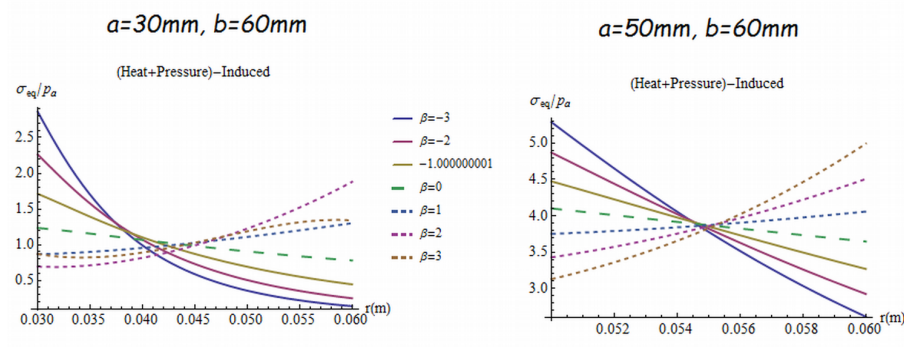 a=30mm, b=60mm
(Heat+Pressure)−Induced
σeq/pa
2.5
2.0
1.5
1.0
0.5
0.030 0.035 0.040 0.045 0.050 0.055 0.060
r(m)
β=−3
β=−2
−1.000000001
β=0
β=1
β=2
β=3
a=50mm, b=60mm
(Heat+Pressure)−Induced
σeq/pa
5.0
4.5
4.0
3.5
3.0
0.052 0.054 0.056 0.058 0.060
r(m)